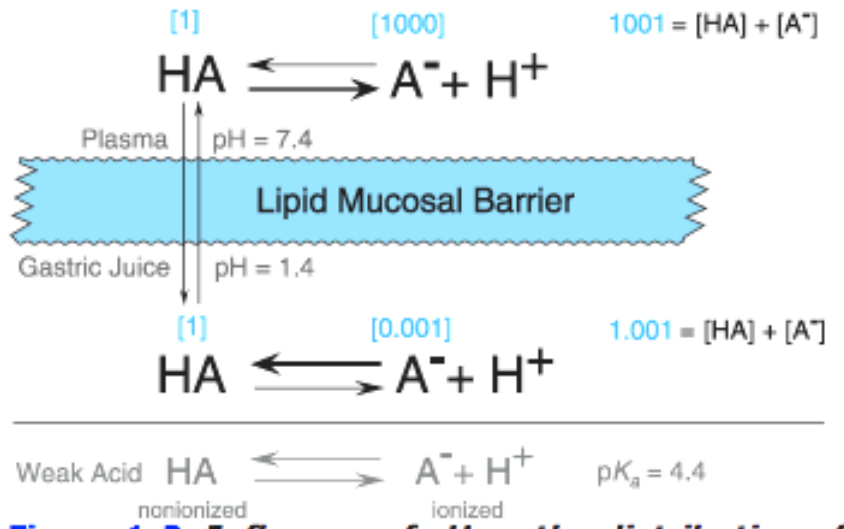 [1] [1000] 1001 = [HA] + [A⁻]
HA A⁻ + H⁺
Plasma pH = 7.4
Lipid Mucosal Barrier
Gastric Juice pH = 1.4
[1] [0.001] 1.001 = [HA] + [A⁻]
HA A⁻ + H⁺
Weak Acid HA A⁻ + H⁺ pKₐ = 4.4
nonionized ionized